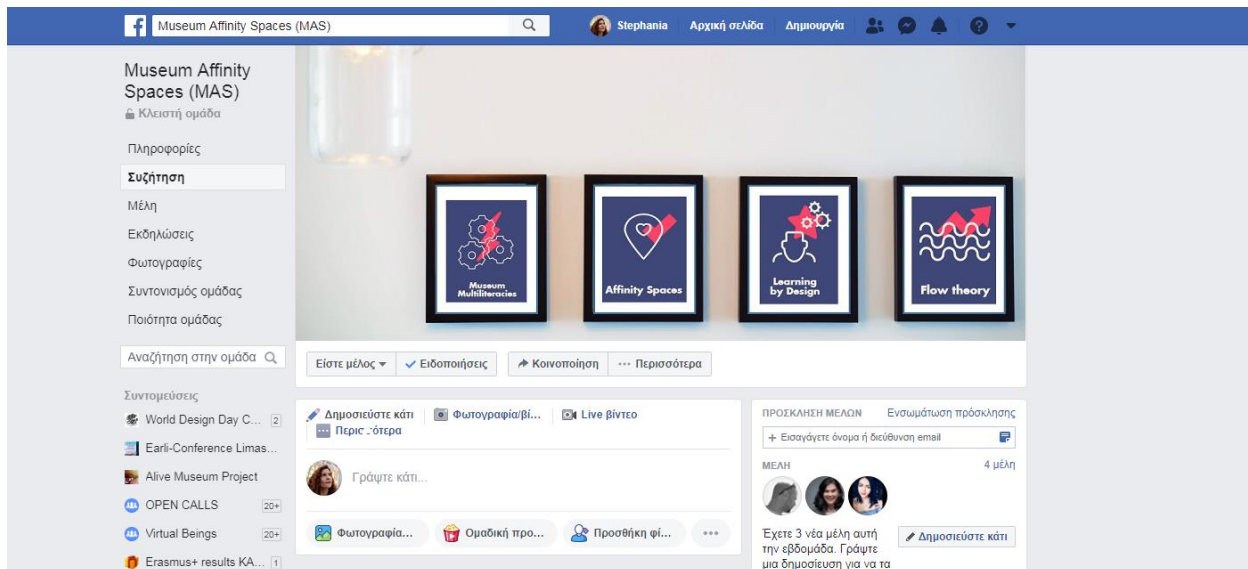 Museum Affinity Spaces (MAS)
Stephania
Αρχική σελίδα
Δημιουργία
Museum Affinity
Spaces (MAS)
Κλειστή ομάδα
Πληροφορίες
Συζήτηση
Μέλη
Εκδηλώσεις
Φωτογραφίες
Συντονισμός ομάδας
Ποιότητα ομάδας
Αναζήτηση στην ομάδα
Συντομεύσεις
World Design Day C... 2
Earli-Conference Limas...
Alive Museum Project
OPEN CALLS 20+
Virtual Beings 20+
Erasmus+ results KA... 1
Museum
Multiliteracies
Affinity Spaces
Learning
by Design
Flow theory
Είστε μέλος
Ειδοποιήσεις
Κοινοποίηση
Περισσότερα
Δημοσιεύστε κάτι
Φωτογραφία/βί...
Live βίντεο
Γράψτε κάτι...
Φωτογραφία...
Ομαδική προ...
Προσθήκη φί...
ΠΡΟΣΚΛΗΣΗ ΜΕΛΩΝ
Ενσωμάτωση πρόσκλησης
+ Εισαγάγετε όνομα ή διεύθυνση email
ΜΕΛΗ
4 μέλη
Έχετε 3 νέα μέλη αυτή
την εβδομάδα. Γράψτε
μια δημοσίευση για να τα
Δημοσιεύστε κάτι